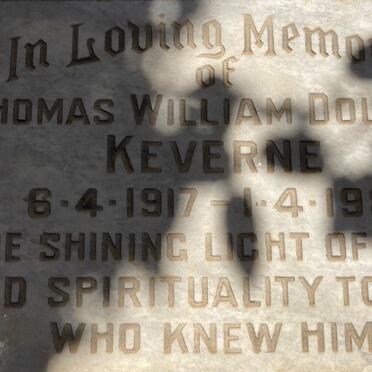 In Loving Memo
of
HOMAS WILLIAM DOU
KEVERNE
6·4·1917 – 1·4·19
E SHINING LIGHT OF
D SPIRITUALITY TO
WHO KNEW HIM